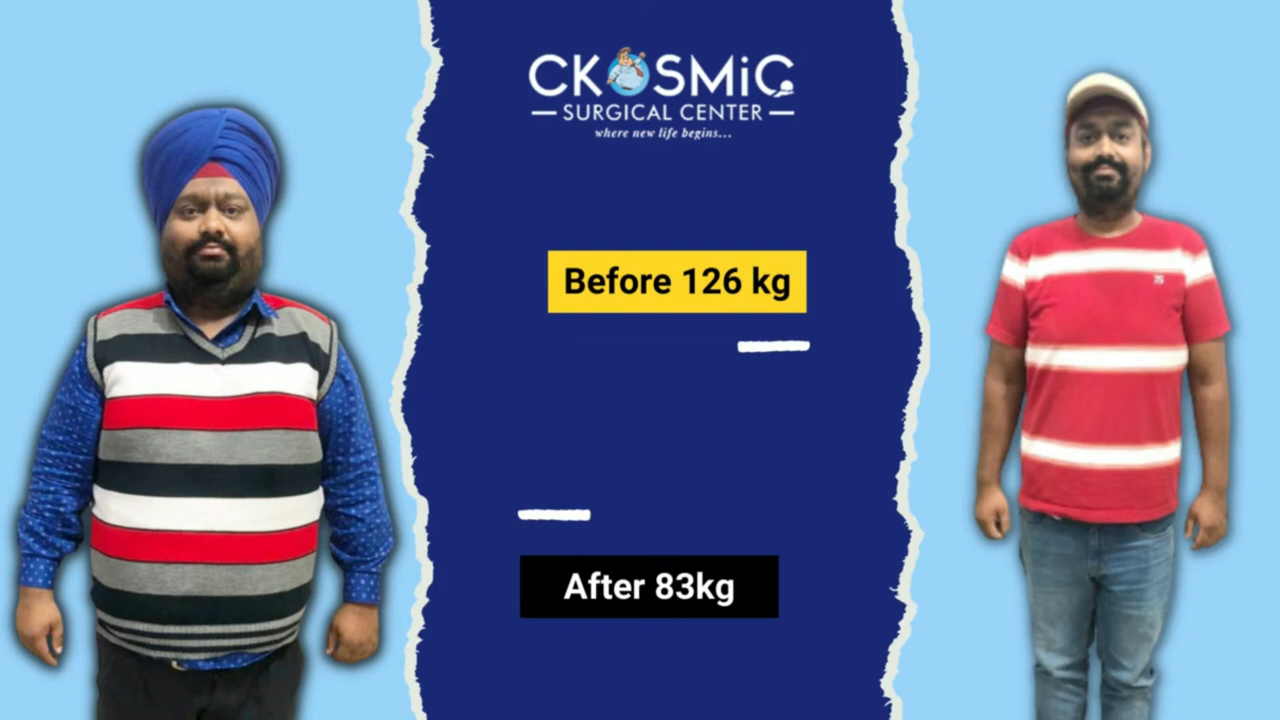 CKOSMiC
SURGICAL CENTER
where new life begins...
Before 126 kg
After 83kg